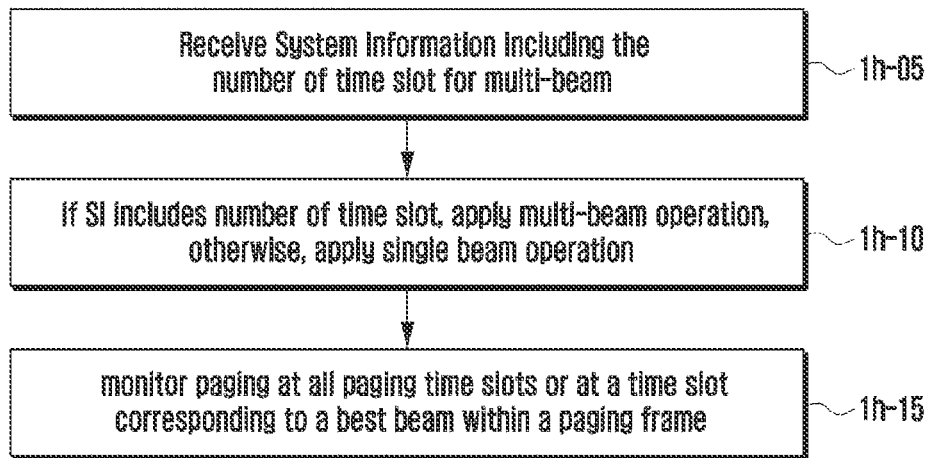 Receive System Information Including the
number of time slot for multi-beam
1h-05
if SI includes number of time slot, apply multi-beam operation,
otherwise, apply single beam operation
1h-10
monitor paging at all paging time slots or at a time slot
corresponding to a best beam within a paging frame
1h-15